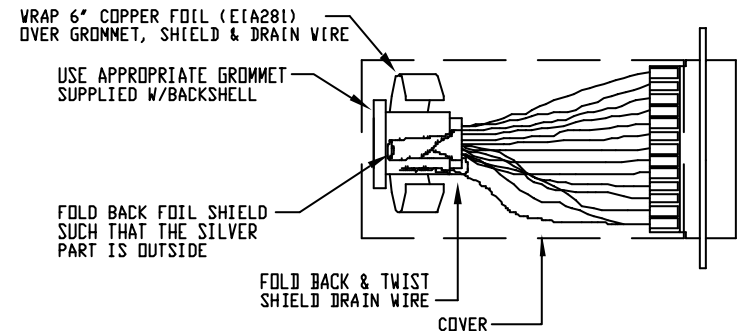 WRAP 6" COPPER FOIL (EIA281)
OVER GROMMET, SHIELD & DRAIN WIRE
USE APPROPRIATE GROMMET
SUPPLIED W/BACKSHELL
FOLD BACK FOIL SHIELD
SUCH THAT THE SILVER
PART IS OUTSIDE
FOLD BACK & TWIST
SHIELD DRAIN WIRE
COVER